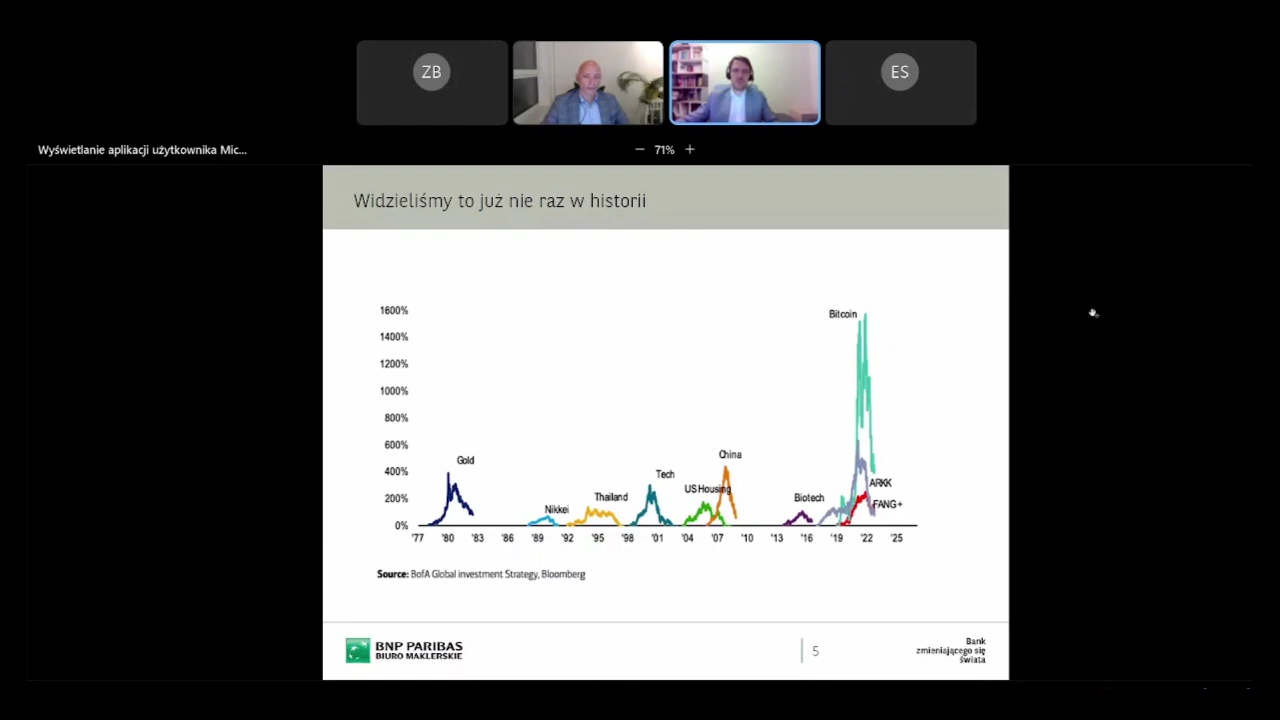 ZB
ES
Wyświetlanie aplikacji użytkownika Mic...
71%
Widzieliśmy to już nie raz w historii
1600%
1400%
1200%
1000%
800%
600%
400%
200%
0%
Bitcoin
Gold
China
Tech
US Housing
Thailand
Nikkei
Biotech
ARKK
FANG+
'77 '80 '83 '86 '89 '92 '95 '98 '01 '04 '07 '10 '13 '16 '19 '22 '25
Source: BofA Global investment Strategy, Bloomberg
BNP PARIBAS
BIURO MAKLERSKIE
5
Bank
zmieniającego się
świata